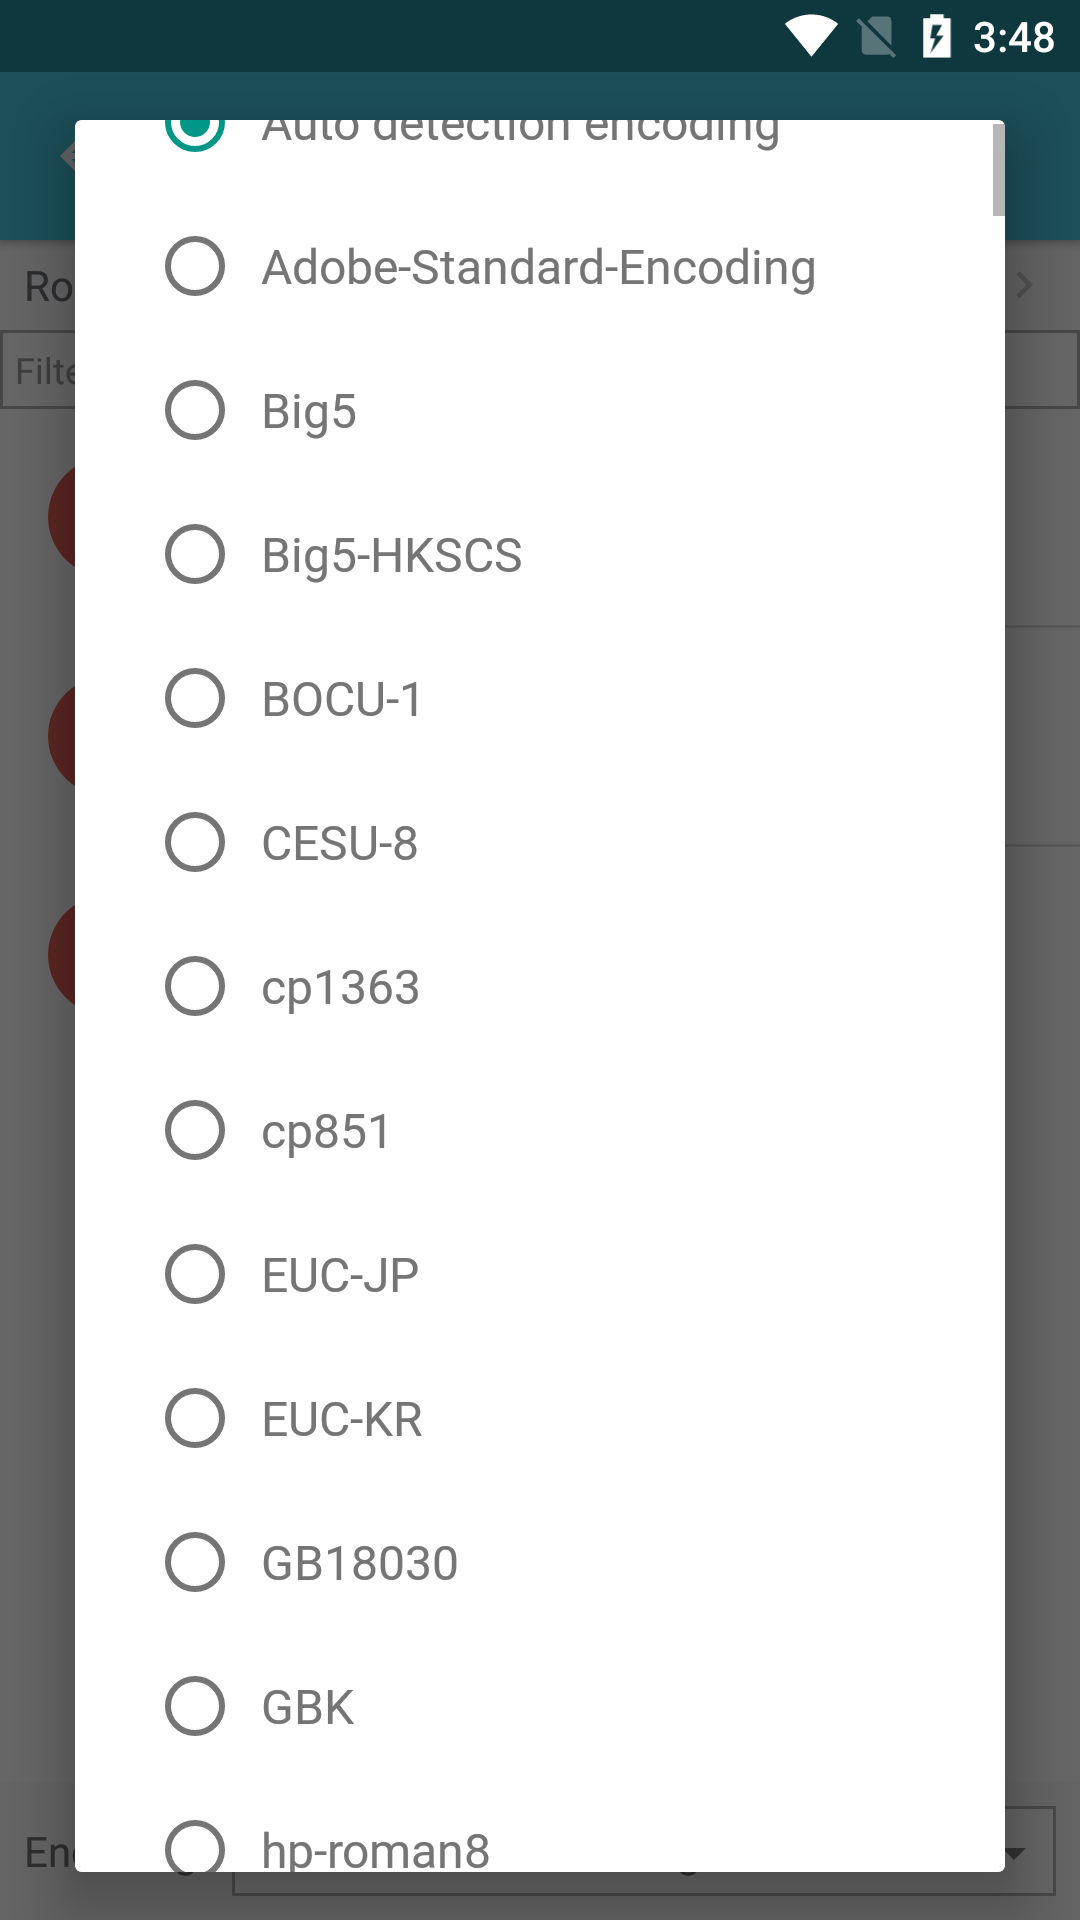 3:48
Auto detection encoding
Adobe-Standard-Encoding
Ro
Filte
Big5
Big5-HKSCS
BOCU-1
CESU-8
cp1363
cp851
EUC-JP
EUC-KR
GB18030
GBK
hp-roman8